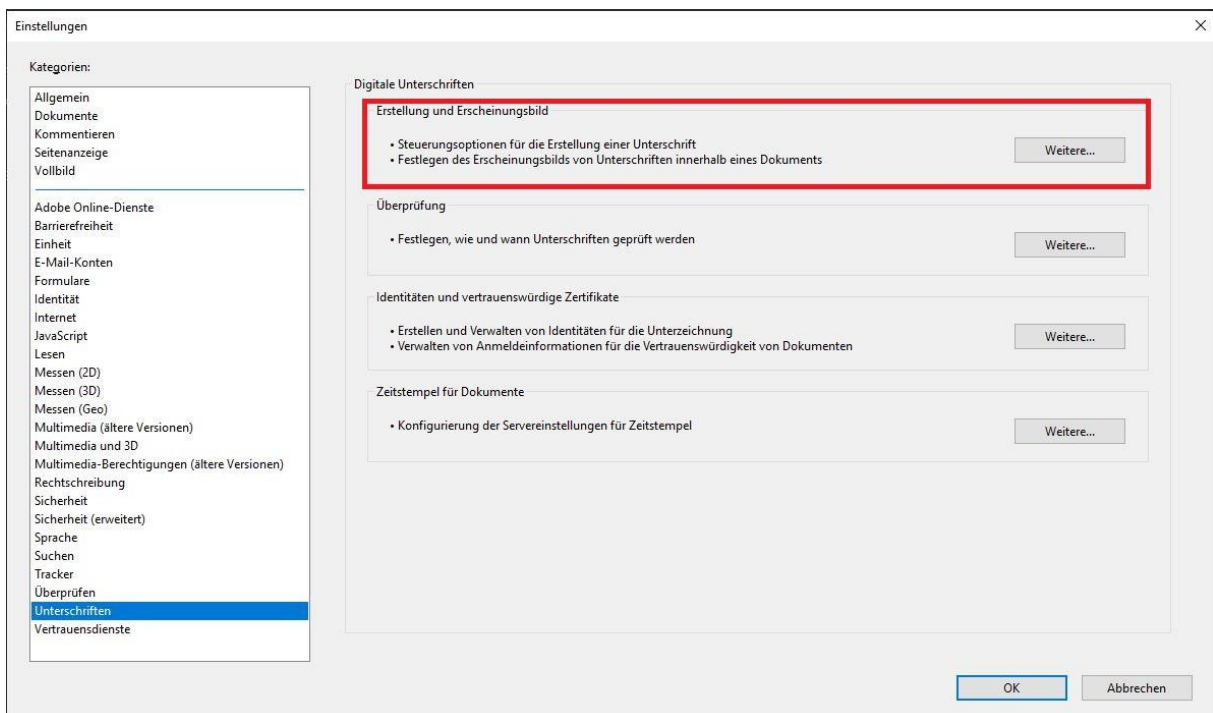 Einstellungen
Kategorien:
Allgemein
Dokumente
Kommentieren
Seitenanzeige
Vollbild
Adobe Online-Dienste
Barrierefreiheit
Einheit
E-Mail-Konten
Formulare
Identität
Internet
JavaScript
Lesen
Messen (2D)
Messen (3D)
Messen (Geo)
Multimedia (ältere Versionen)
Multimedia und 3D
Multimedia-Berechtigungen (ältere Versionen)
Rechtschreibung
Sicherheit
Sicherheit (erweitert)
Sprache
Suchen
Tracker
Überprüfen
Unterschriften
Vertrauensdienste
Digitale Unterschriften
Erstellung und Erscheinungsbild
• Steuerungsoptionen für die Erstellung einer Unterschrift
• Festlegen des Erscheinungsbilds von Unterschriften innerhalb eines Dokuments
Weitere...
Überprüfung
• Festlegen, wie und wann Unterschriften geprüft werden
Weitere...
Identitäten und vertrauenswürdige Zertifikate
• Erstellen und Verwalten von Identitäten für die Unterzeichnung
• Verwalten von Anmeldeinformationen für die Vertrauenswürdigkeit von Dokumenten
Weitere...
Zeitstempel für Dokumente
• Konfigurierung der Servereinstellungen für Zeitstempel
Weitere...
OK
Abbrechen